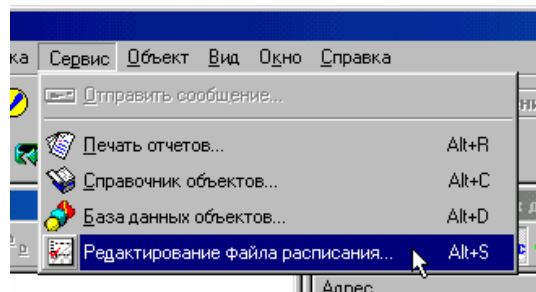 ка Сервис Объект Вид Окно Справка
Отправить сообщение...
Печать отчетов... Alt+R
Справочник объектов... Alt+C
База данных объектов... Alt+D
Редактирование файла расписания... Alt+S
Адрес